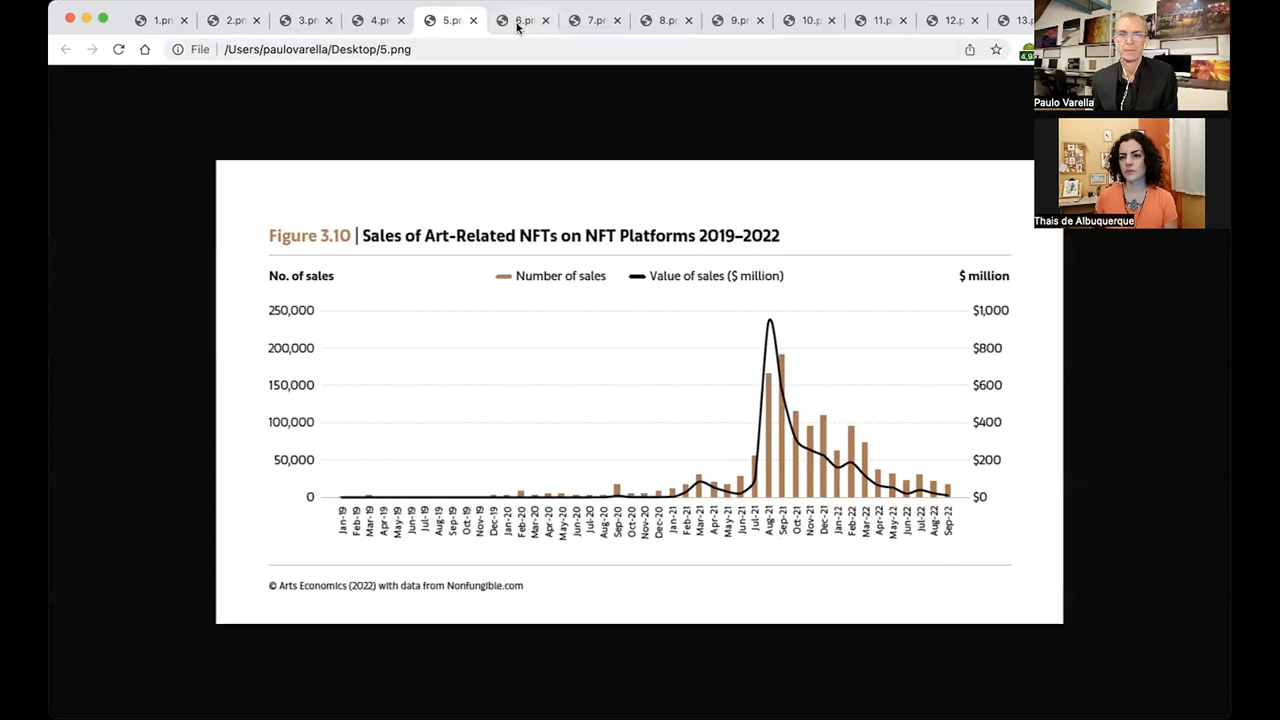 1.pn
2.pn
3.pn
4.pn
5.pn
6.pn
7.pn
8.pn
9.pn
10.p
11.p
12.p
13.
File
/Users/paulovarella/Desktop/5.png
Paulo Varella
Thais de Albuquerque
Figure 3.10 | Sales of Art-Related NFTs on NFT Platforms 2019–2022
No. of sales
Number of sales
Value of sales ($ million)
$ million
250,000
$1,000
200,000
$800
150,000
$600
100,000
$400
50,000
$200
0
$0
Jan-19
Feb-19
Mar-19
Apr-19
May-19
Jun-19
Jul-19
Aug-19
Sep-19
Oct-19
Nov-19
Dec-19
Jan-20
Feb-20
Mar-20
Apr-20
May-20
Jun-20
Jul-20
Aug-20
Sep-20
Oct-20
Nov-20
Dec-20
Jan-21
Feb-21
Mar-21
Apr-21
May-21
Jun-21
Jul-21
Aug-21
Sep-21
Oct-21
Nov-21
Dec-21
Jan-22
Feb-22
Mar-22
Apr-22
May-22
Jun-22
Jul-22
Aug-22
Sep-22
© Arts Economics (2022) with data from Nonfungible.com